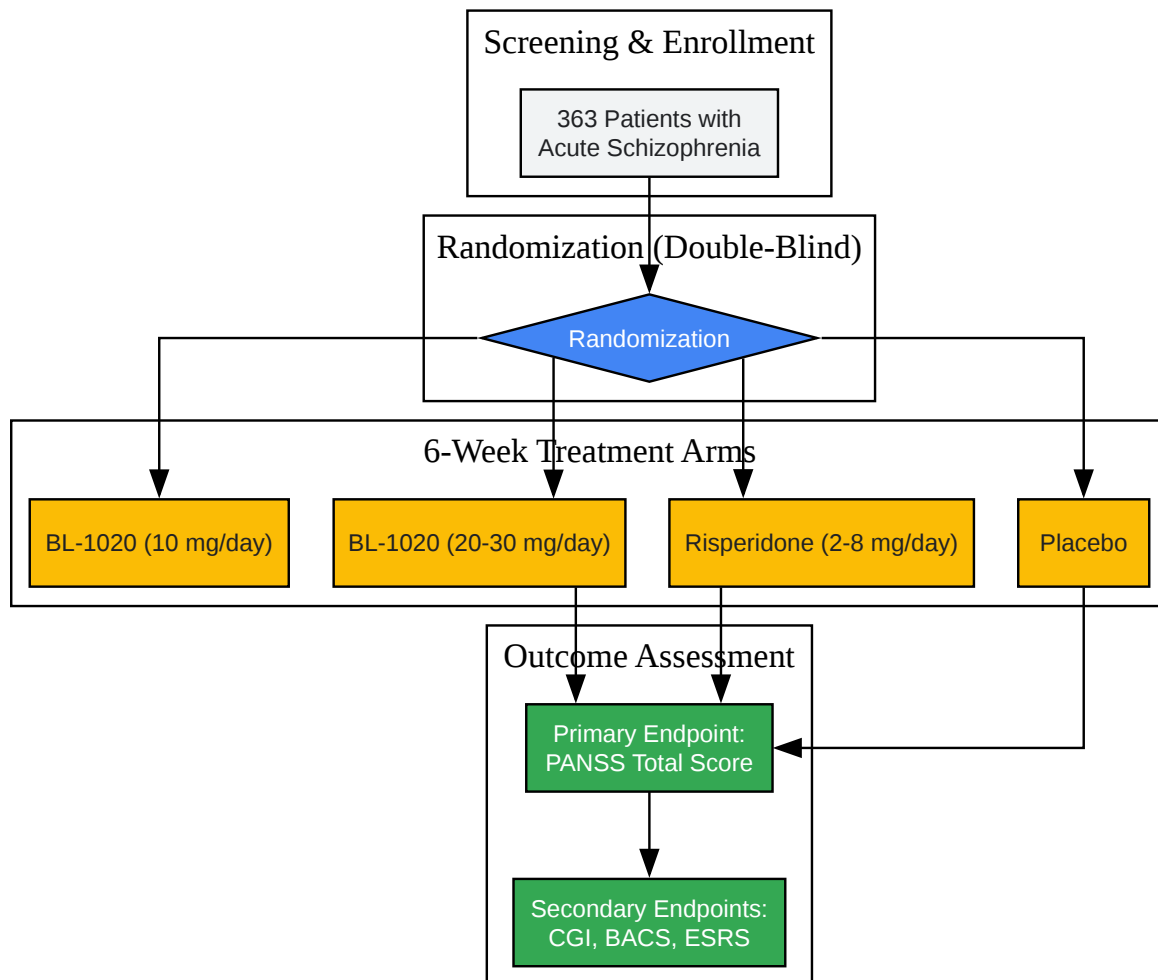 Screening & Enrollment
363 Patients with
Acute Schizophrenia
Randomization (Double-Blind)
Randomization
6-Week Treatment Arms
BL-1020 (10 mg/day)
BL-1020 (20-30 mg/day)
Risperidone (2-8 mg/day)
Placebo
Outcome Assessment
Primary Endpoint:
PANSS Total Score
Secondary Endpoints:
CGI, BACS, ESRS